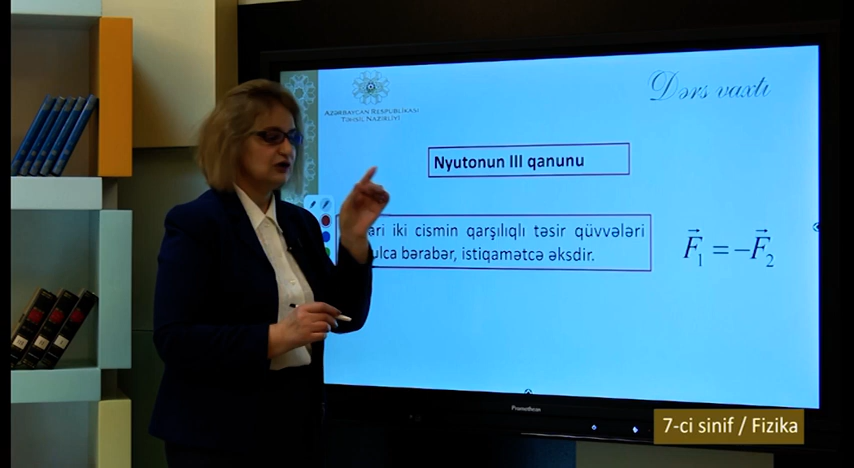 AZƏRBAYCAN RESPUBLİKASI
TƏHSİL NAZİRLİYİ
Dərs vaxtı
Nyutonun III qanunu
iki cismin qarşılıqlı təsir qüvvələri
bərabər, istiqamətcə əksdir.
F⃗₁ = −F⃗₂
Promethean
7-ci sinif / Fizika